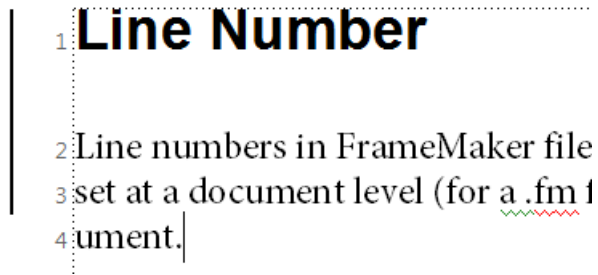 1 Line Number
2 Line numbers in FrameMaker file
3 set at a document level (for a .fm f
4 ument.